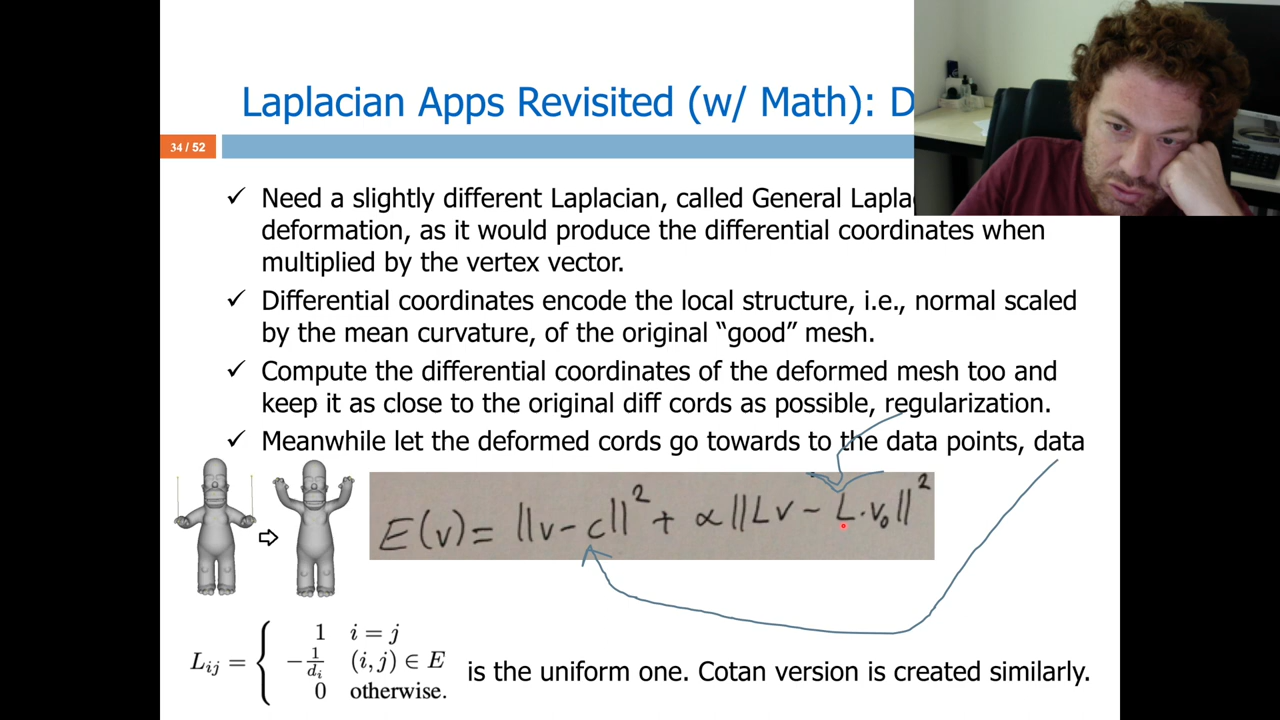 Laplacian Apps Revisited (w/ Math): D
34 / 52
✓ Need a slightly different Laplacian, called General
deformation, as it would produce the differential coordinates when
multiplied by the vertex vector.
✓ Differential coordinates encode the local structure, i.e., normal scaled
by the mean curvature, of the original “good” mesh.
✓ Compute the differential coordinates of the deformed mesh too and
keep it as close to the original diff cords as possible, regularization.
✓ Meanwhile let the deformed cords go towards to the data points, data
E(v) = ||v - c||² + α||Lv - L.v₀||²
1 i = j
Lᵢⱼ = { -1/dᵢ (i, j) ∈ E
0 otherwise.
is the uniform one. Cotan version is created similarly.